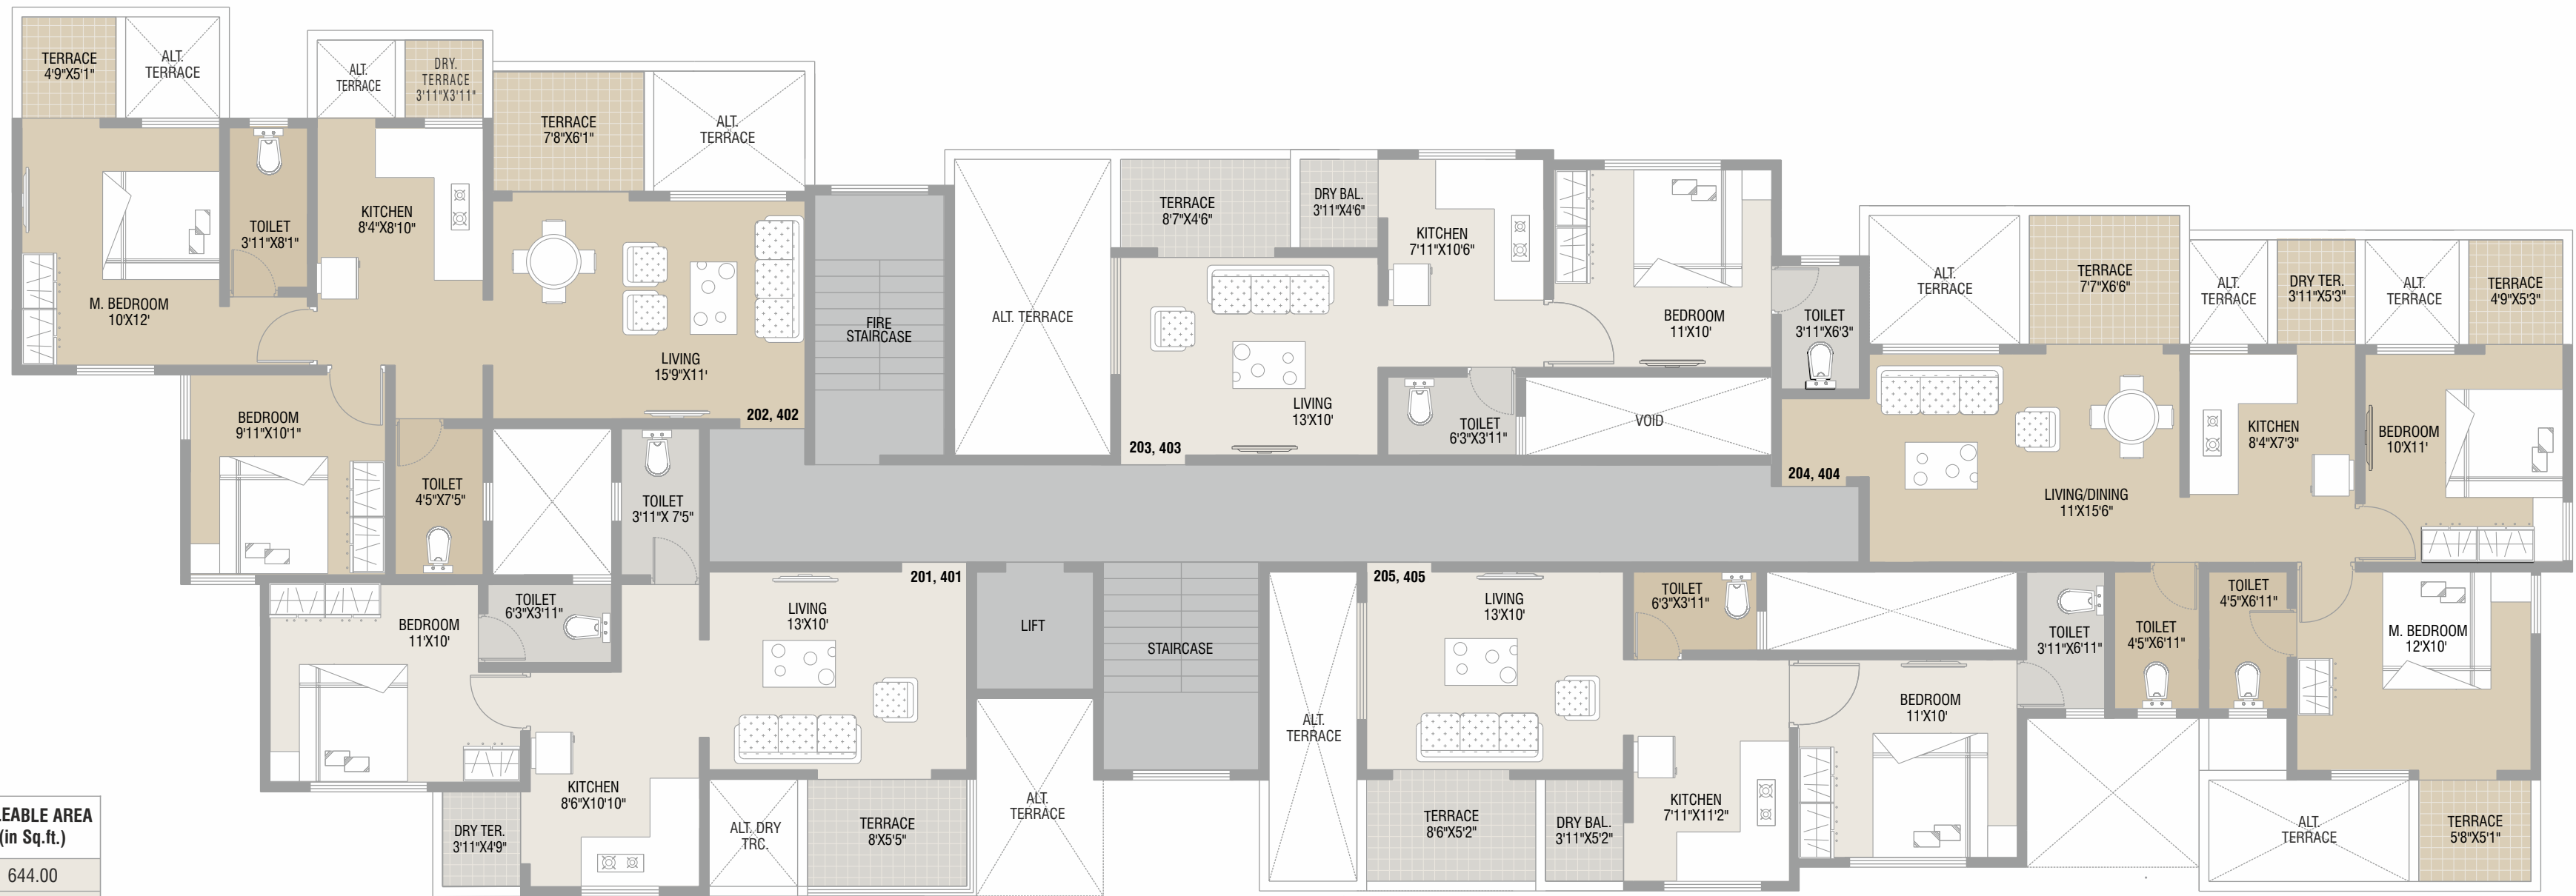 TERRACE
4'9"X5'1"
ALT.
TERRACE
ALT.
TERRACE
DRY.
TERRACE
3'11"X3'11"
TERRACE
7'8"X6'1"
ALT.
TERRACE
TOILET
3'11"X8'1"
KITCHEN
8'4"X8'10"
M. BEDROOM
10'X12'
LIVING
15'9"X11'
202, 402
FIRE
STAIRCASE
BEDROOM
9'11"X10'1"
TOILET
4'5"X7'5"
TOILET
3'11"X 7'5"
ALT. TERRACE
TERRACE
8'7"X4'6"
DRY BAL.
3'11"X4'6"
KITCHEN
7'11"X10'6"
BEDROOM
11'X10'
TOILET
3'11"X6'3"
LIVING
13'X10'
203, 403
TOILET
6'3"X3'11"
VOID
ALT.
TERRACE
TERRACE
7'7"X6'6"
ALT.
TERRACE
DRY TER.
3'11"X5'3"
ALT.
TERRACE
TERRACE
4'9"X5'3"
KITCHEN
8'4"X7'3"
BEDROOM
10'X11'
204, 404
LIVING/DINING
11'X15'6"
BEDROOM
11'X10'
TOILET
6'3"X3'11"
LIVING
13'X10'
201, 401
LIFT
STAIRCASE
KITCHEN
8'6"X10'10"
DRY TER.
3'11"X4'9"
ALT. DRY
TRC.
TERRACE
8'X5'5"
ALT.
TERRACE
ALT.
TERRACE
205, 405
LIVING
13'X10'
TOILET
6'3"X3'11"
TOILET
3'11"X6'11"
TOILET
4'5"X6'11"
TOILET
4'5"X6'11"
M. BEDROOM
12'X10'
BEDROOM
11'X10'
TERRACE
8'6"X5'2"
DRY BAL.
3'11"X5'2"
KITCHEN
7'11"X11'2"
ALT.
TERRACE
TERRACE
5'8"X5'1"
LEABLE AREA
(in Sq.ft.)
644.00